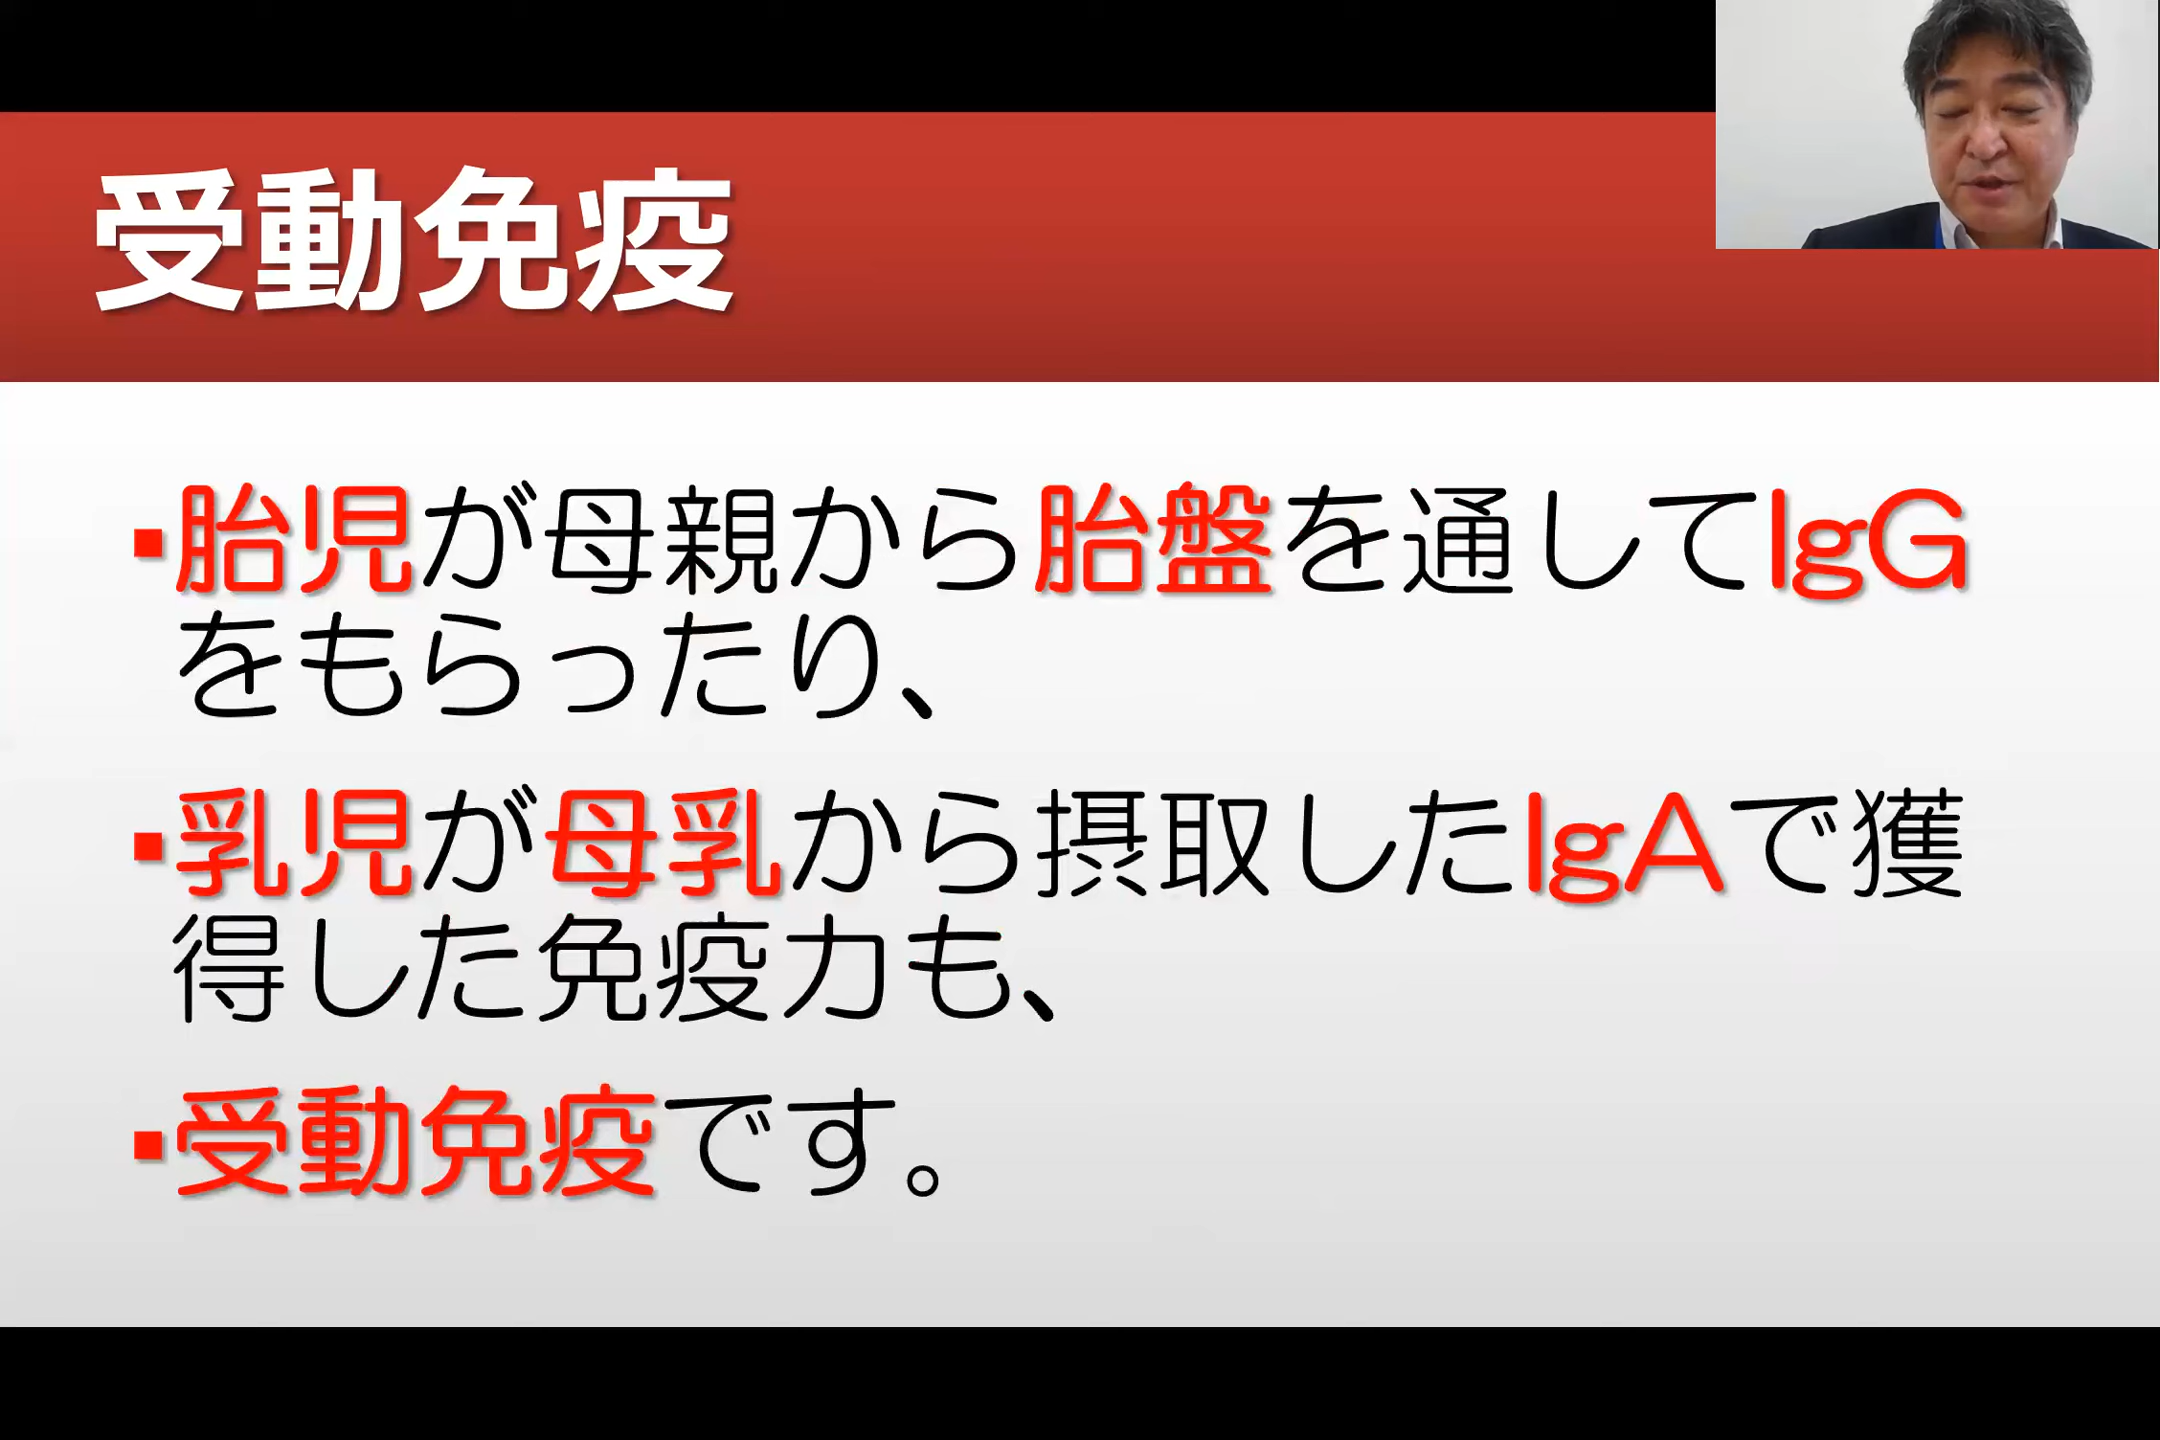 受動免疫
▪胎児が母親から胎盤を通してIgG
をもらったり、
▪乳児が母乳から摂取したIgAで獲
得した免疫力も、
▪受動免疫です。